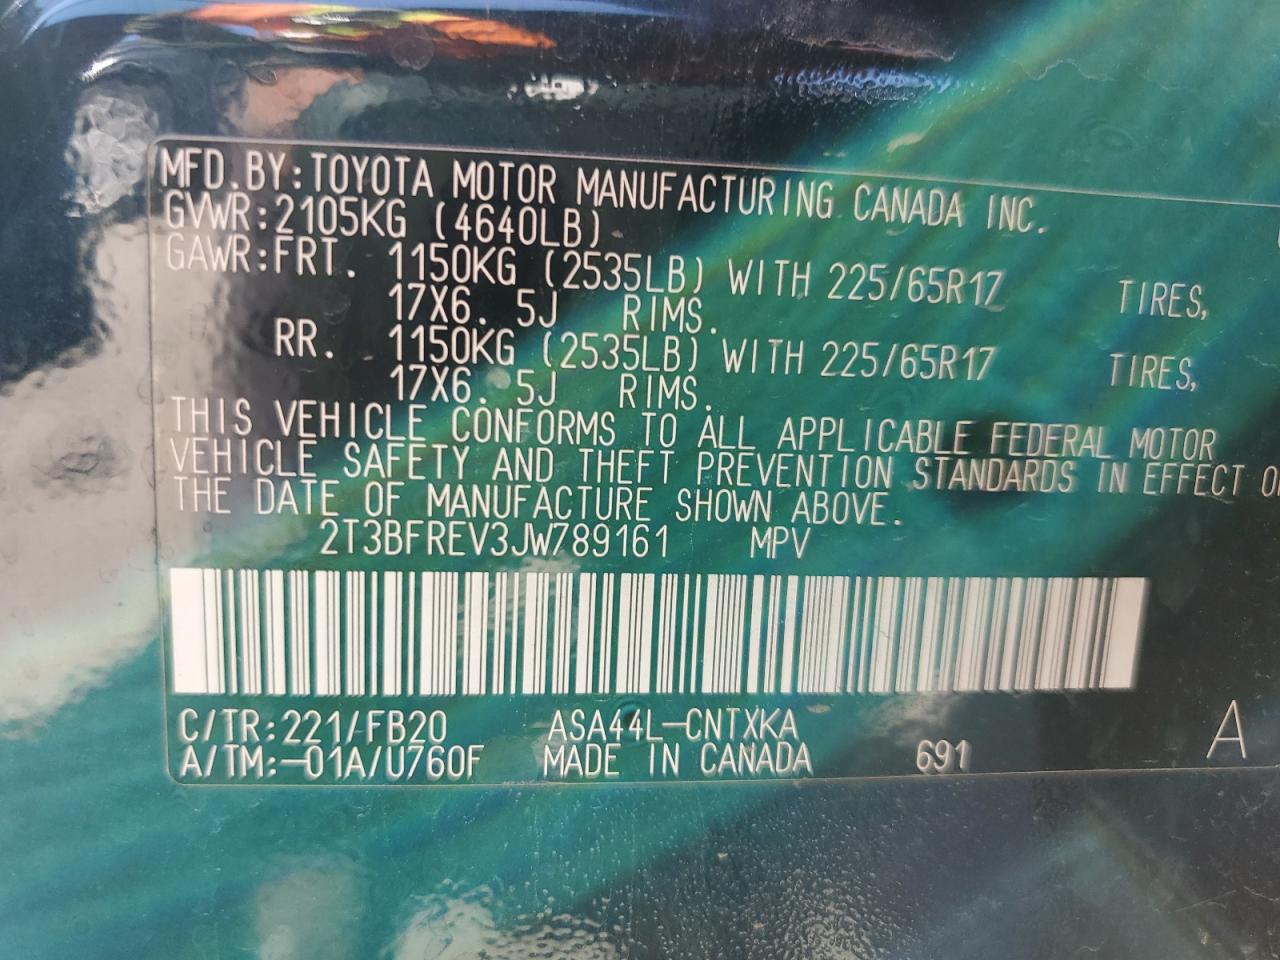 MFD.BY:TOYOTA MOTOR MANUFACTURING CANADA INC.
GVWR:2105KG (4640LB)
GAWR:FRT. 1150KG (2535LB) WITH 225/65R17 TIRES,
17X6. 5J RIMS.
RR. 1150KG (2535LB) WITH 225/65R17 TIRES,
17X6. 5J RIMS.
THIS VEHICLE CONFORMS TO ALL APPLICABLE FEDERAL MOTOR
VEHICLE SAFETY AND THEFT PREVENTION STANDARDS IN EFFECT
THE DATE OF MANUFACTURE SHOWN ABOVE.
2T3BFREV3JW789161 MPV
C/TR:221/FB20 ASA44L-CNTXKA
A/TM:-01A/U760F MADE IN CANADA 691 A